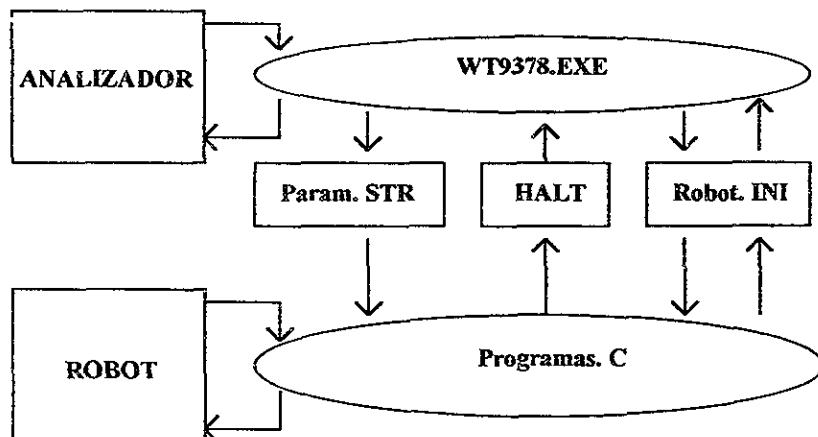 WT9378.EXE
ANALIZADOR
Param. STR
HALT
Robot. INI
Programas. C
ROBOT